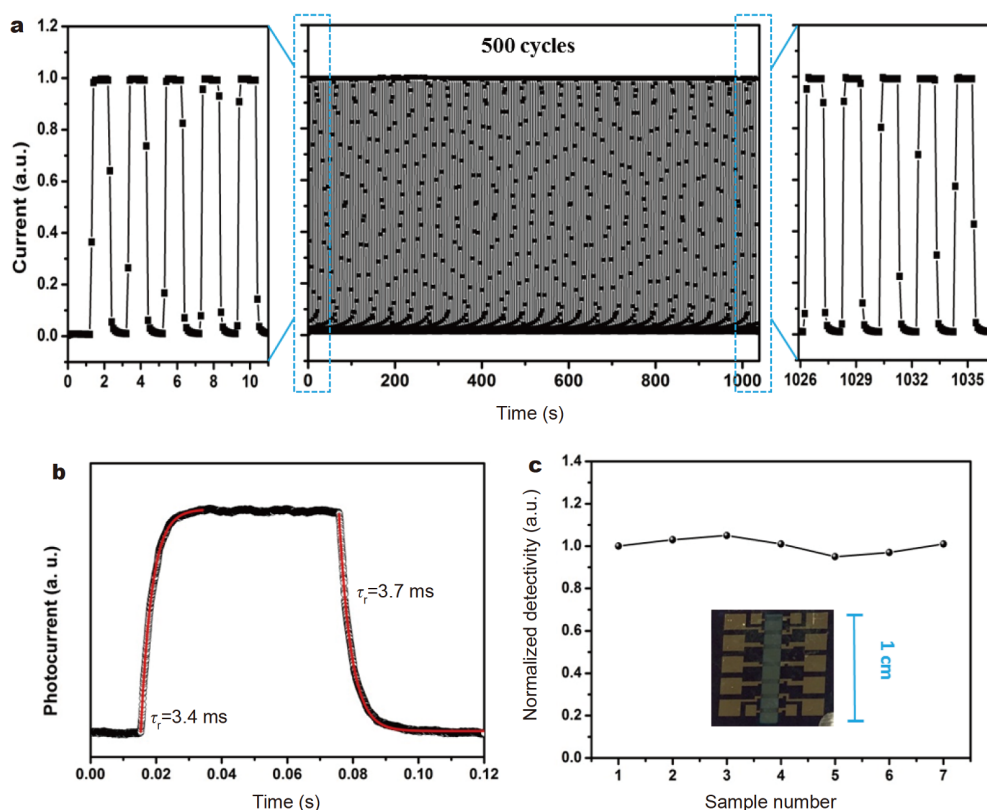 a
500 cycles
Current (a.u.)
1.2
1.0
0.8
0.6
0.4
0.2
0.0
0 2 4 6 8 10
0 200 400 600 800 1000
1026 1029 1032 1035
Time (s)
b
Photocurrent (a. u.)
τr=3.4 ms
τr=3.7 ms
0.00 0.02 0.04 0.06 0.08 0.10 0.12
Time (s)
c
Normalized detectivity (a.u.)
1.4
1.2
1.0
0.8
0.6
0.4
0.2
0.0
1 cm
1 2 3 4 5 6 7
Sample number